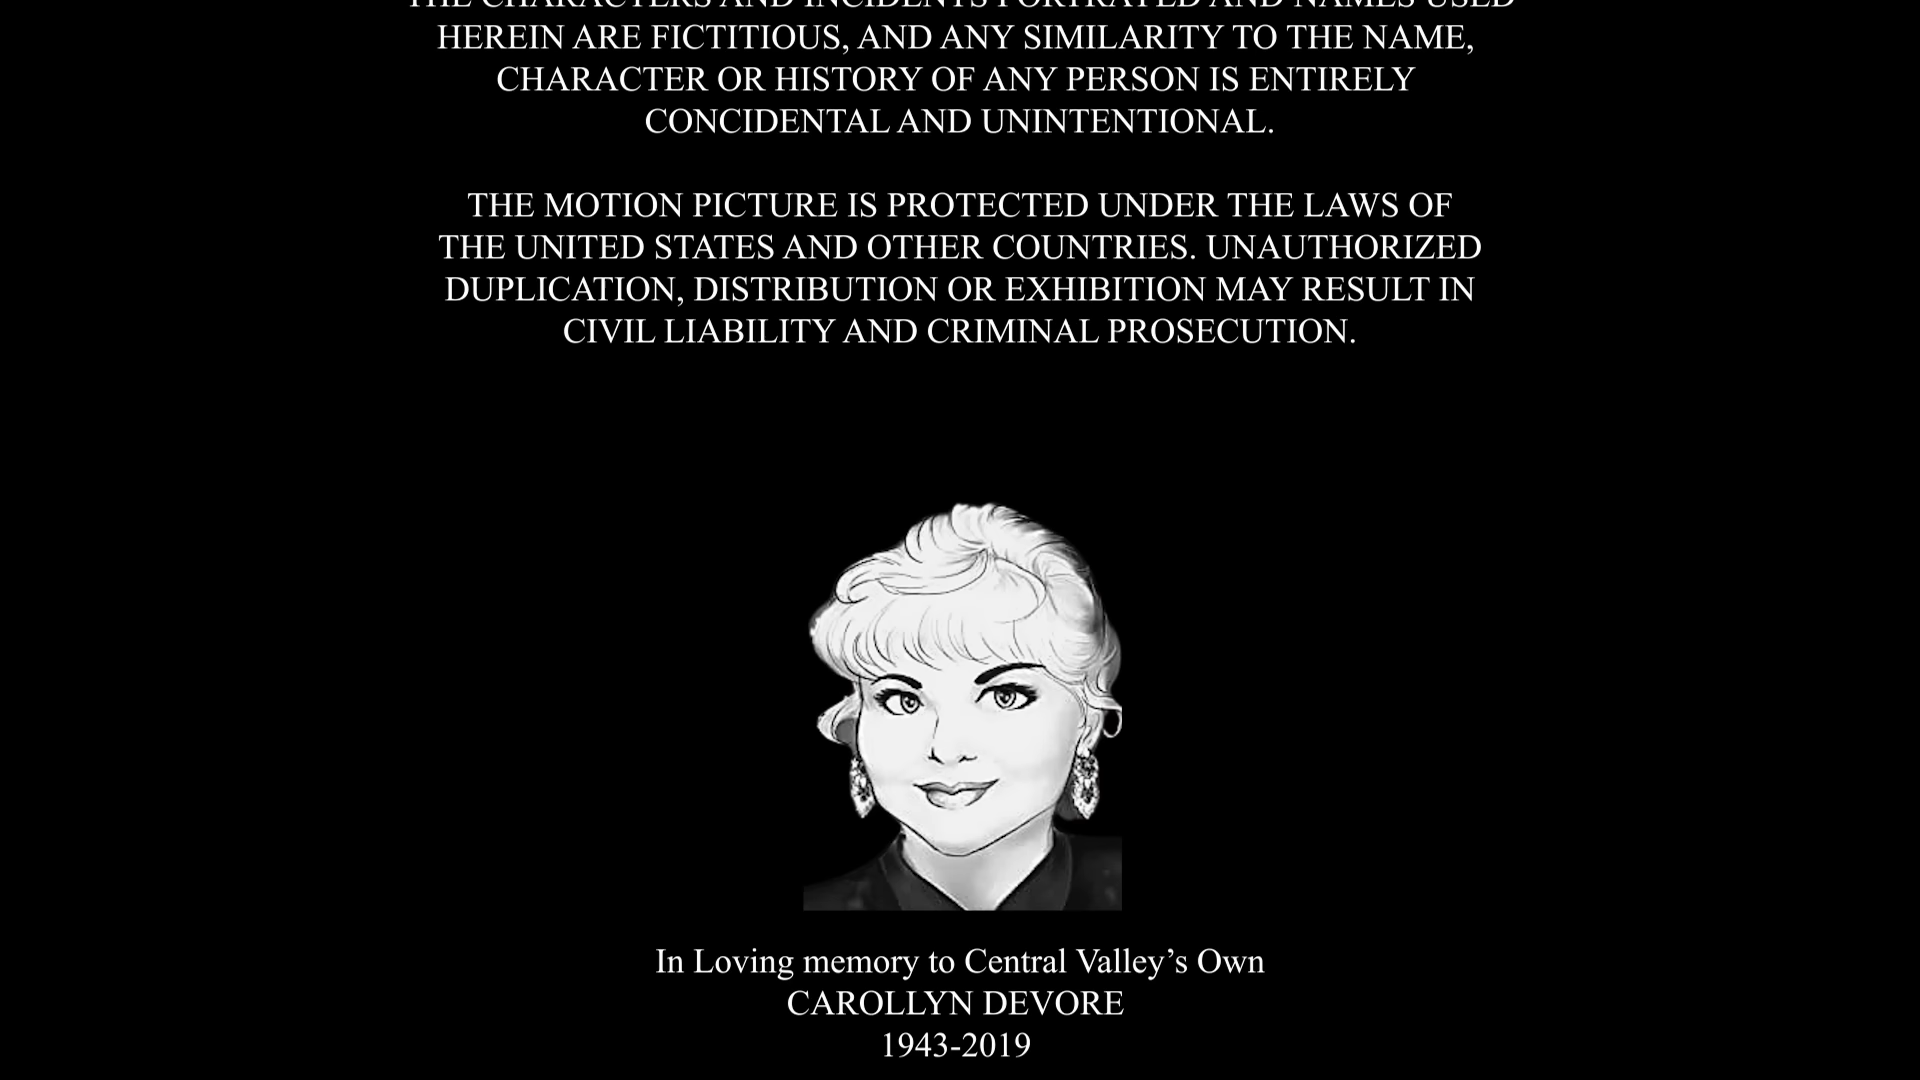 THE CHARACTERS AND INCIDENTS PORTRAYED AND NAMES USED
HEREIN ARE FICTITIOUS, AND ANY SIMILARITY TO THE NAME,
CHARACTER OR HISTORY OF ANY PERSON IS ENTIRELY
CONCIDENTAL AND UNINTENTIONAL.
THE MOTION PICTURE IS PROTECTED UNDER THE LAWS OF
THE UNITED STATES AND OTHER COUNTRIES. UNAUTHORIZED
DUPLICATION, DISTRIBUTION OR EXHIBITION MAY RESULT IN
CIVIL LIABILITY AND CRIMINAL PROSECUTION.
In Loving memory to Central Valley’s Own
CAROLLYN DEVORE
1943-2019